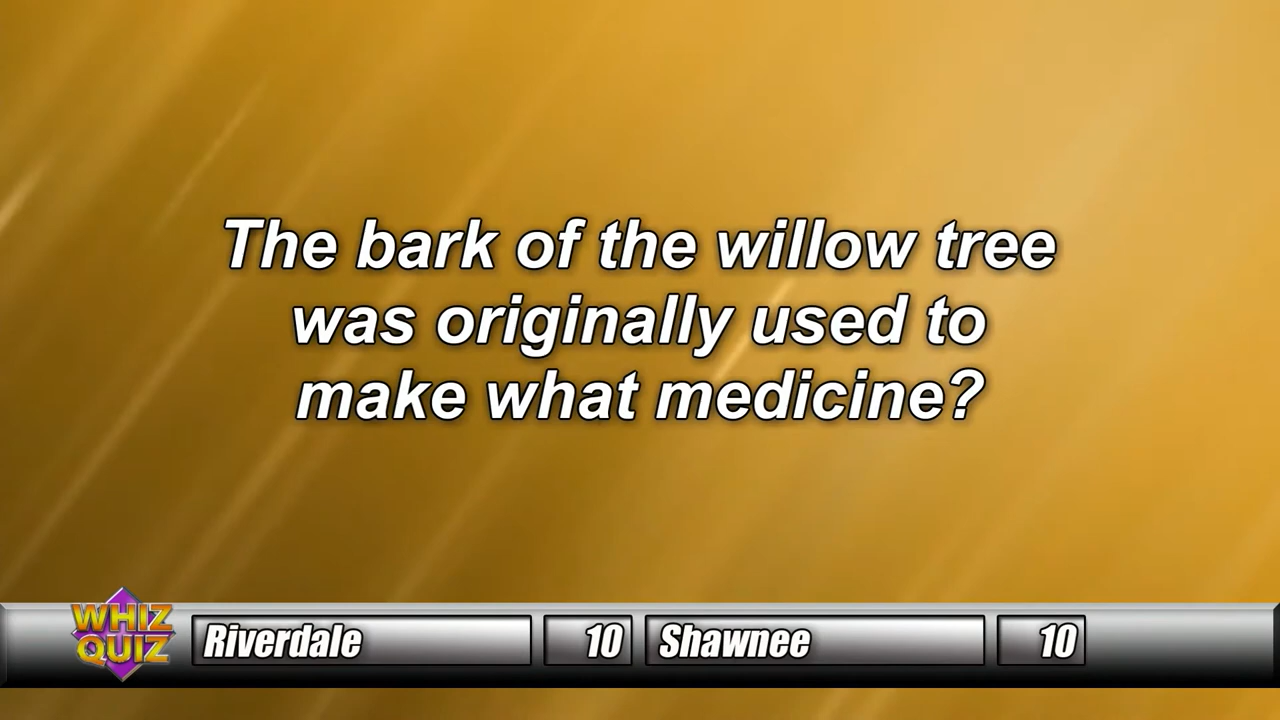 The bark of the willow tree
was originally used to
make what medicine?
WHIZ
QUIZ
Riverdale 10 Shawnee 10